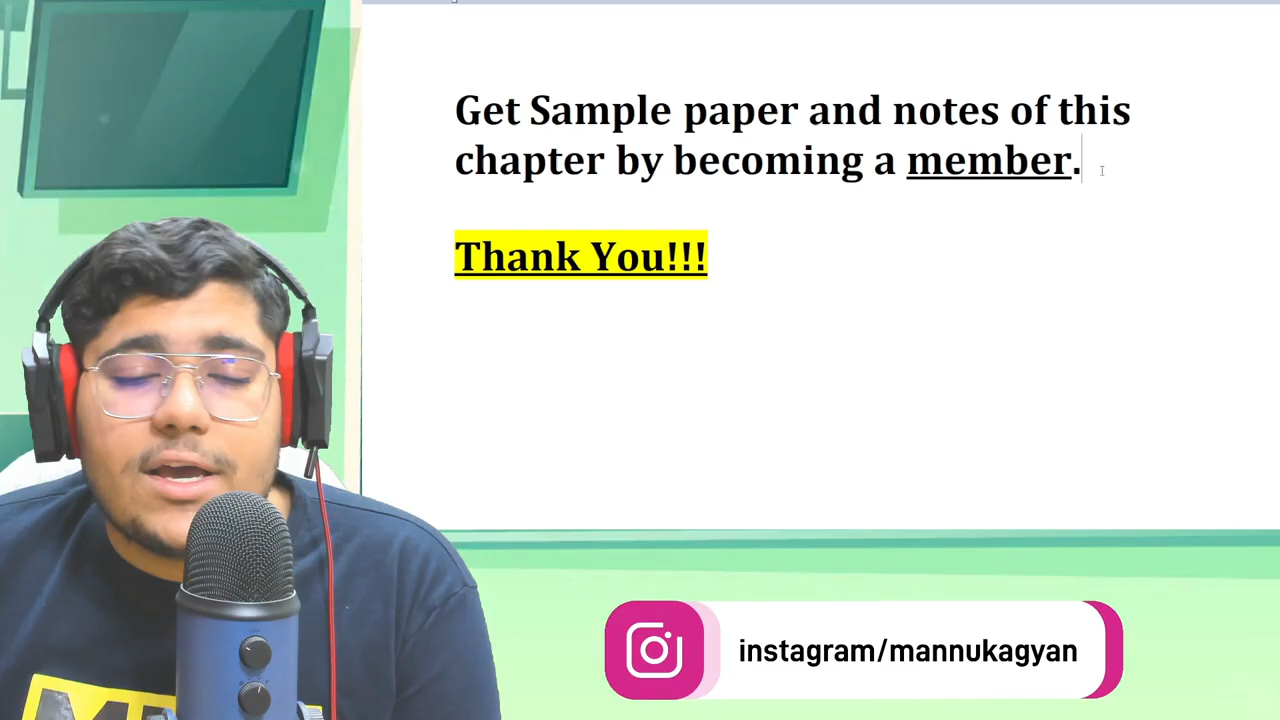 Get Sample paper and notes of this
chapter by becoming a member.
Thank You!!!
instagram/mannukagyan